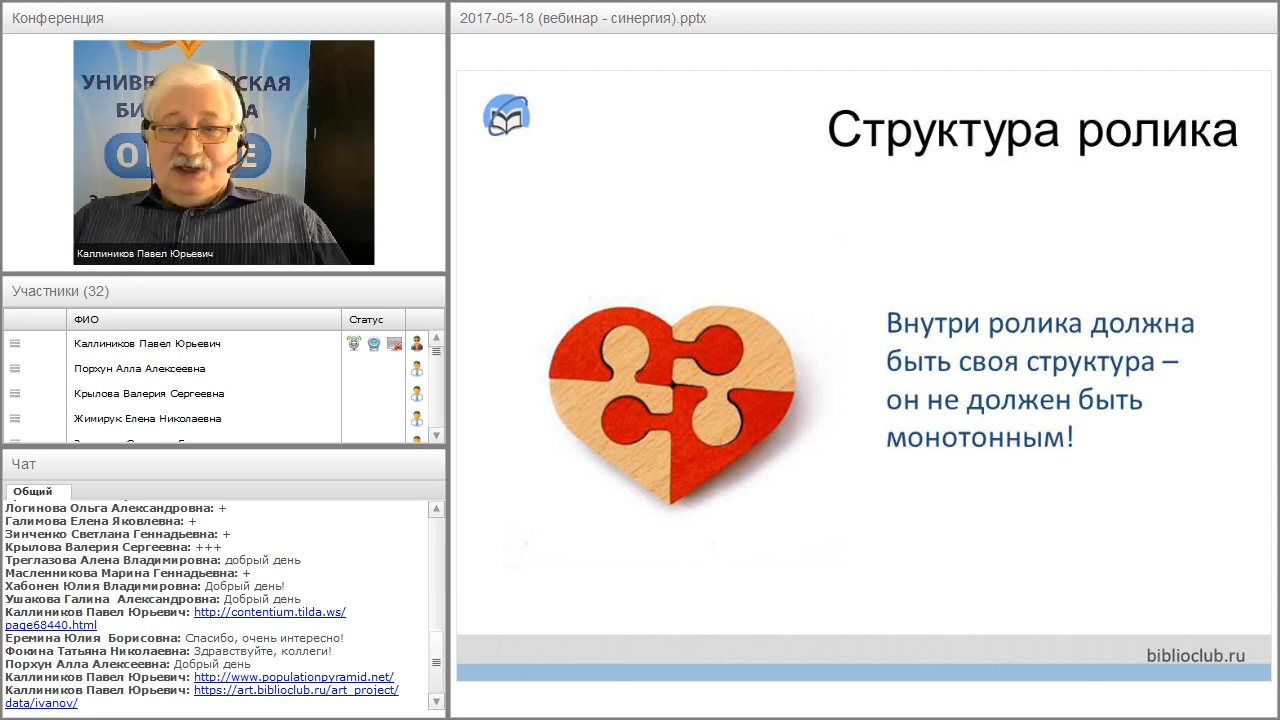 Конференция
УНИВЕ СКАЯ
БИ А
О Е
Каллиников Павел Юрьевич
Участники (32)
ФИО Статус
Каллиников Павел Юрьевич
Порхун Алла Алексеевна
Крылова Валерия Сергеевна
Жимирук Елена Николаевна
Чат
Общий
Логинова Ольга Александровна: +
Галимова Елена Яковлевна: +
Зинченко Светлана Геннадьевна: +
Крылова Валерия Сергеевна: +++
Треглазова Алена Владимировна: добрый день
Масленникова Марина Геннадьевна: +
Хабонен Юлия Владимировна: Добрый день!
Ушакова Галина Александровна: Добрый день
Каллиников Павел Юрьевич: http://contentium.tilda.ws/
page68440.html
Еремина Юлия Борисовна: Спасибо, очень интересно!
Фокина Татьяна Николаевна: Здравствуйте, коллеги!
Порхун Алла Алексеевна: Добрый день
Каллиников Павел Юрьевич: http://www.populationpyramid.net/
Каллиников Павел Юрьевич: https://art.biblioclub.ru/art_project/
data/ivanov/
2017-05-18 (вебинар - синергия).pptx
Структура ролика
Внутри ролика должна
быть своя структура –
он не должен быть
монотонным!
biblioclub.ru